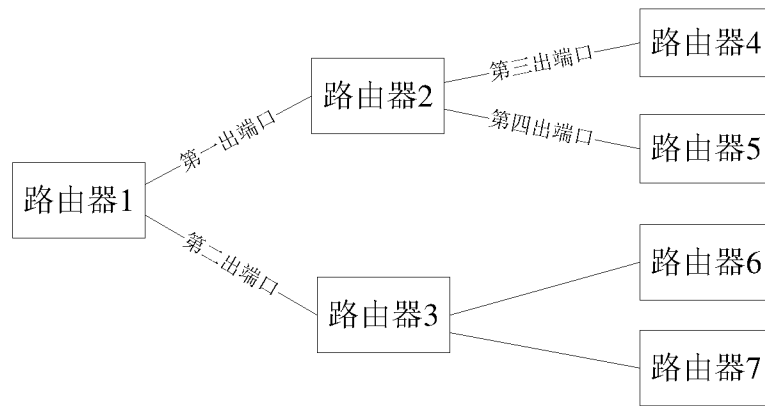 路由器1
第一出端口
第二出端口
路由器2
路由器3
第三出端口
第四出端口
路由器4
路由器5
路由器6
路由器7